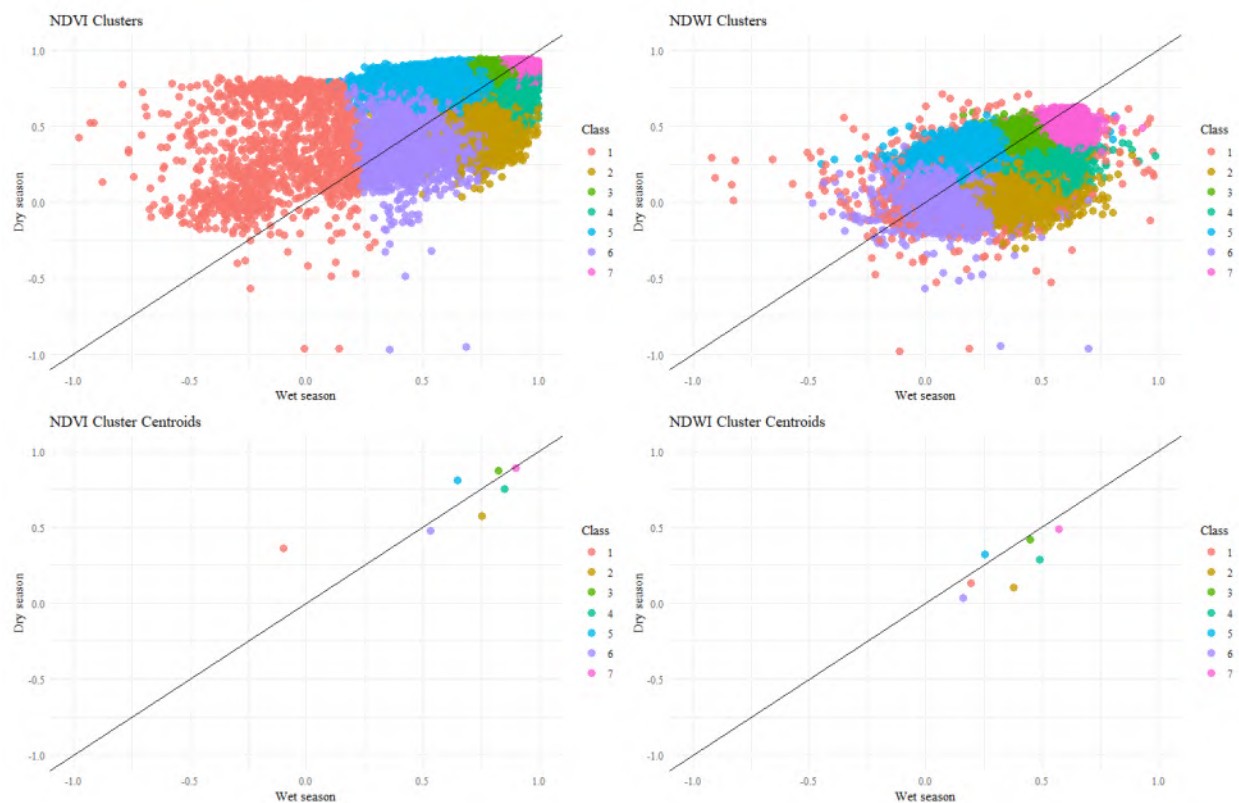 NDVI Clusters
1.0
0.5
0.0
-0.5
-1.0
Dry season
-1.0 -0.5 0.0 0.5 1.0
Wet season
Class
1
2
3
4
5
6
7
NDWI Clusters
1.0
0.5
0.0
-0.5
-1.0
Dry season
-1.0 -0.5 0.0 0.5 1.0
Wet season
Class
1
2
3
4
5
6
7
NDVI Cluster Centroids
1.0
0.5
0.0
-0.5
-1.0
Dry season
-1.0 -0.5 0.0 0.5 1.0
Wet season
Class
1
2
3
4
5
6
7
NDWI Cluster Centroids
1.0
0.5
0.0
-0.5
-1.0
Dry season
-1.0 -0.5 0.0 0.5 1.0
Wet season
Class
1
2
3
4
5
6
7